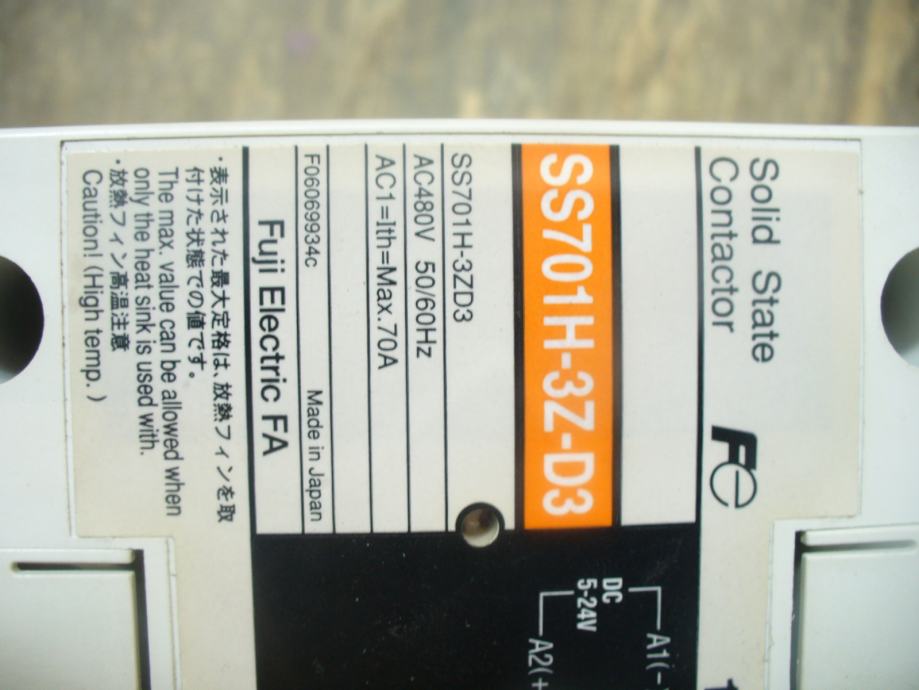 Solid State
Contactor
Fe
SS701H-3Z-D3
SS701H-3ZD3
AC480V 50/60Hz
AC1=Ith=Max.70A
F060699934c Made in Japan
Fuji Electric FA
・表示された最大定格は、放熱フィンを取
付けた状態での値です。
The max. value can be allowed when
only the heat sink is used with.
・放熱フィン高温注意
Caution! (High temp.)
A1(-
DC
5-24V
A2(+